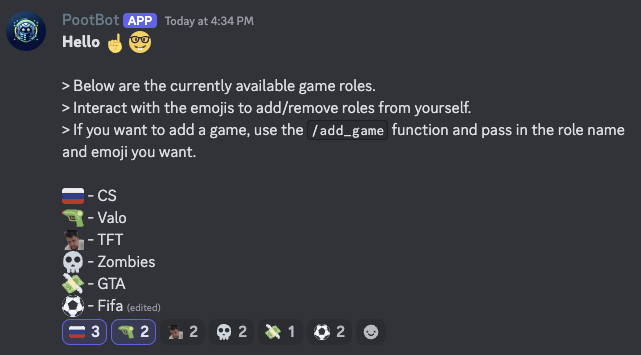 PootBot APP Today at 4:34 PM
Hello ☝️🤓
> Below are the currently available game roles.
> Interact with the emojis to add/remove roles from yourself.
> If you want to add a game, use the /add_game function and pass in the role name
and emoji you want.
🇷🇺 - CS
🔫 - Valo
- TFT
💀 - Zombies
💸 - GTA
⚽ - Fifa (edited)
🇷🇺 3 🔫 2 2 💀 2 💸 1 ⚽ 2